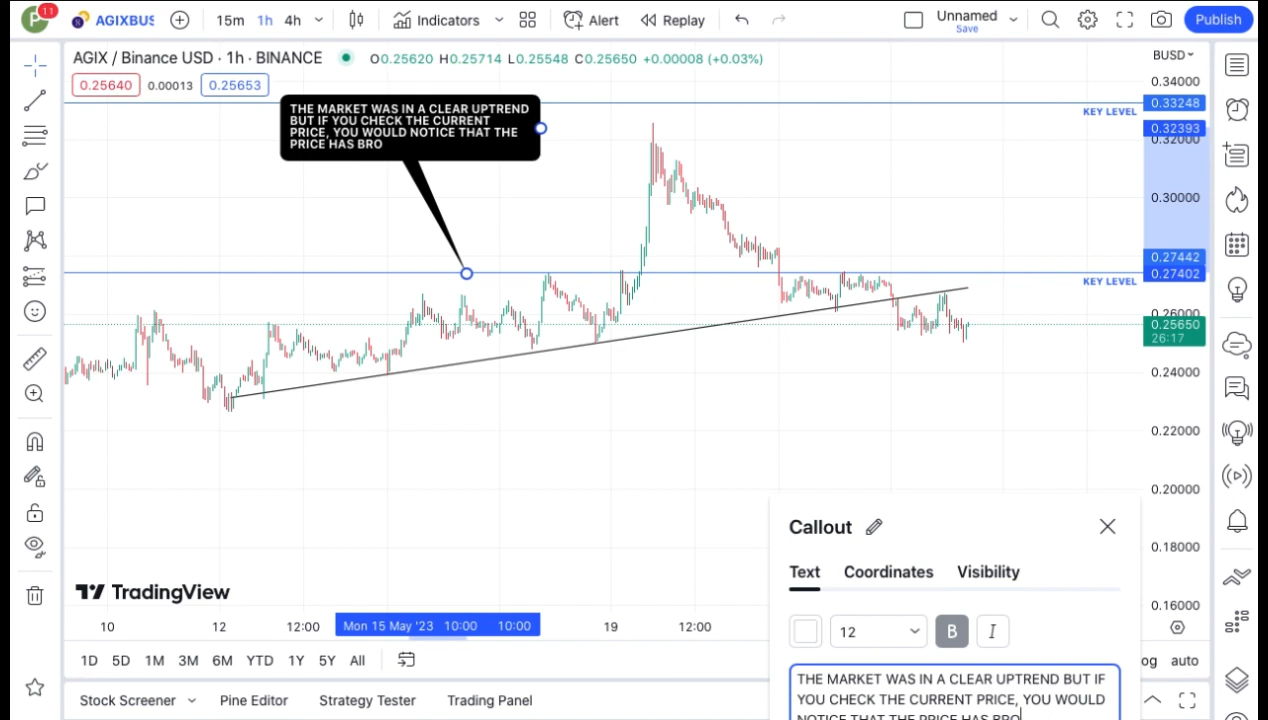 P
11
AGIXBUS
15m
1h
4h
Indicators
Alert
Replay
Unnamed
Save
Publish
AGIX / Binance USD · 1h · BINANCE
O0.25620 H0.25714 L0.25548 C0.25650 +0.00008 (+0.03%)
BUSD
0.25640
0.00013
0.25653
THE MARKET WAS IN A CLEAR UPTREND
BUT IF YOU CHECK THE CURRENT
PRICE, YOU WOULD NOTICE THAT THE
PRICE HAS BRO
0.34000
0.33248
KEY LEVEL
0.32393
0.32000
0.30000
0.27442
0.27402
KEY LEVEL
0.26000
0.25650
26:17
0.24000
0.22000
0.20000
0.18000
0.16000
TradingView
10
12
12:00
Mon 15 May '23 10:00
10:00
19
12:00
1D
5D
1M
3M
6M
YTD
1Y
5Y
All
og
auto
Stock Screener
Pine Editor
Strategy Tester
Trading Panel
Callout
Text
Coordinates
Visibility
12
B
I
THE MARKET WAS IN A CLEAR UPTREND BUT IF
YOU CHECK THE CURRENT PRICE, YOU WOULD
NOTICE THAT THE PRICE HAS BRO